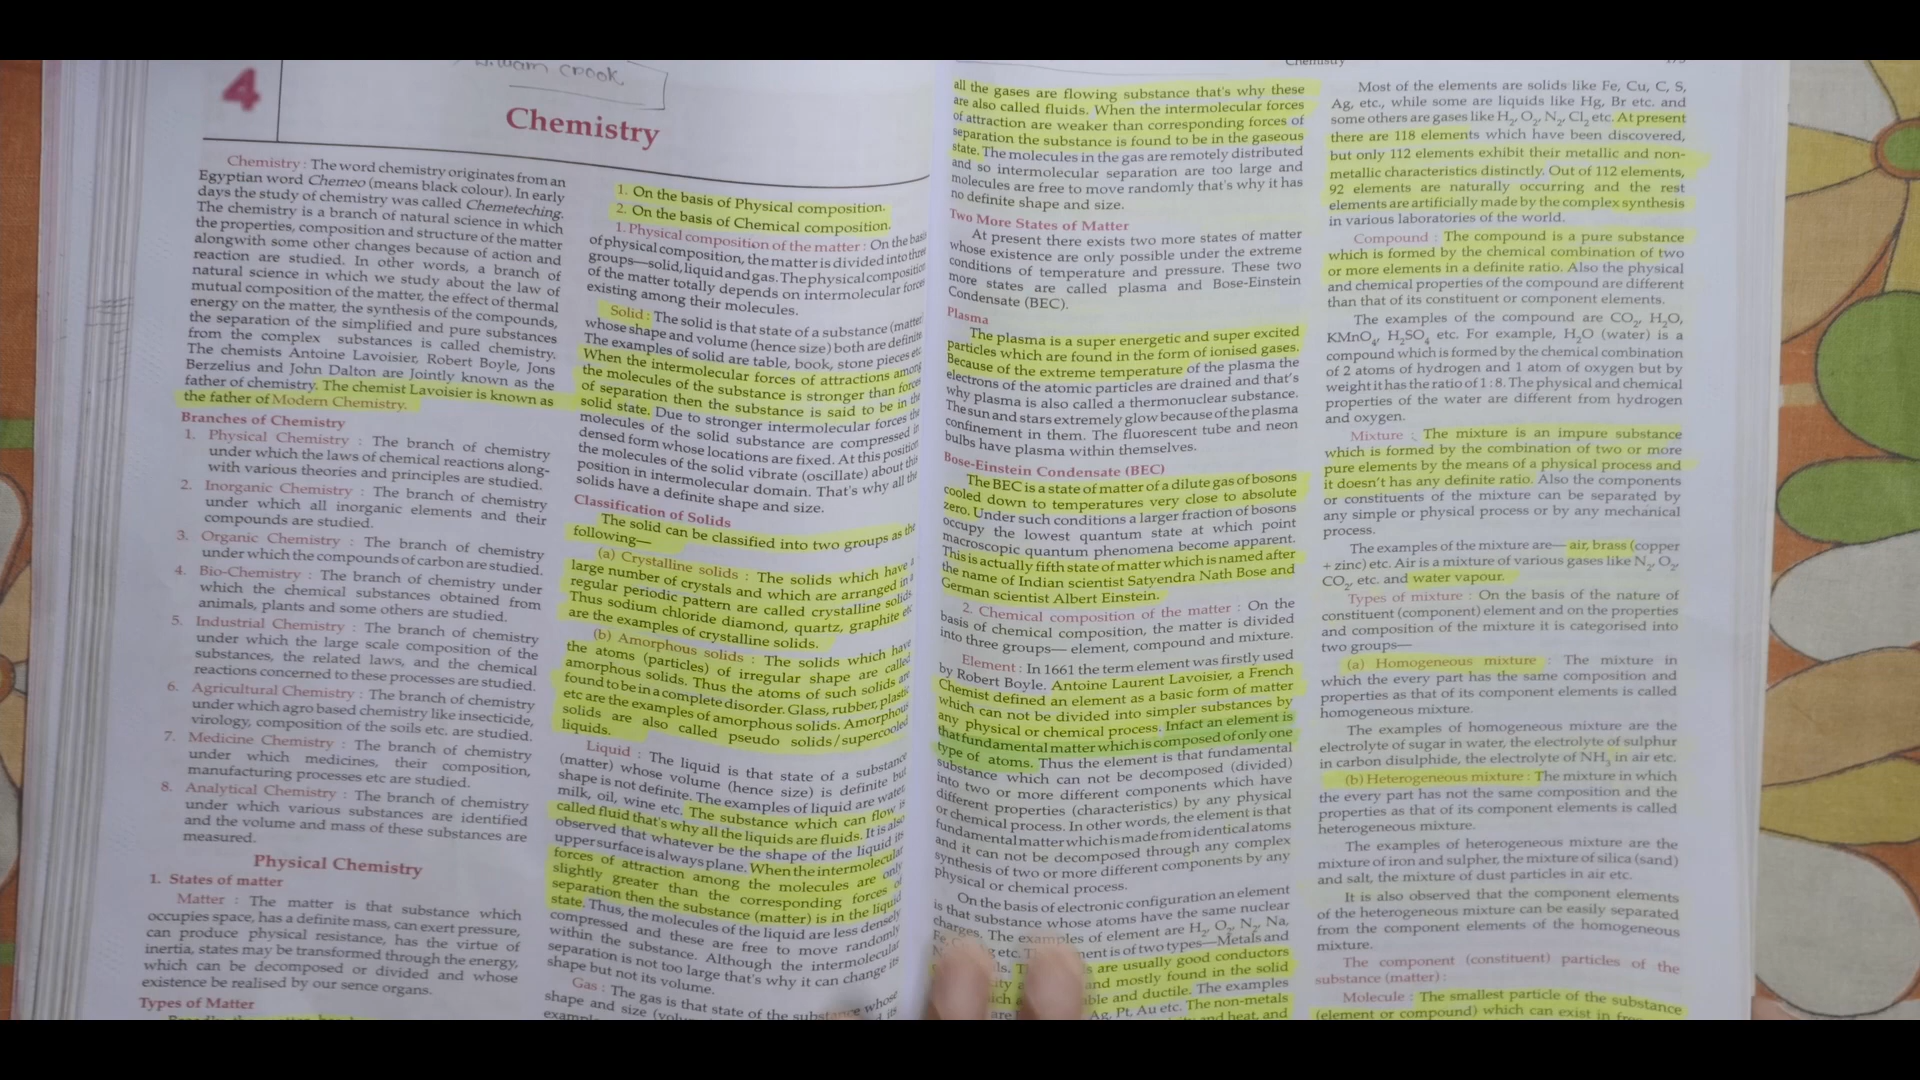 William Crook
4
Chemistry
Chemistry : The word chemistry originates from an
Egyptian word Chemeo (means black colour). In early
days the study of chemistry was called Chemeteching.
The chemistry is a branch of natural science in which
the properties, composition and structure of the matter
alongwith some other changes because of action and
reaction are studied. In other words, a branch of
natural science in which we study about the law of
mutual composition of the matter, the effect of thermal
energy on the matter, the synthesis of the compounds,
the separation of the simplified and pure substances
from the complex substances is called chemistry.
The chemists Antoine Lavoisier, Robert Boyle, Jons
Berzelius and John Dalton are Jointly known as the
father of chemistry. The chemist Lavoisier is known as
the father of Modern Chemistry.
Branches of Chemistry
1. Physical Chemistry : The branch of chemistry
under which the laws of chemical reactions along-
with various theories and principles are studied.
2. Inorganic Chemistry : The branch of chemistry
under which all inorganic elements and their
compounds are studied.
3. Organic Chemistry : The branch of chemistry
under which the compounds of carbon are studied.
4. Bio-Chemistry : The branch of chemistry under
which the chemical substances obtained from
animals, plants and some others are studied.
5. Industrial Chemistry : The branch of chemistry
under which the large scale composition of the
substances, the related laws, and the chemical
reactions concerned to these processes are studied.
6. Agricultural Chemistry : The branch of chemistry
under which agro based chemistry like insecticide,
virology, composition of the soils etc. are studied.
7. Medicine Chemistry : The branch of chemistry
under which medicines, their composition,
manufacturing processes etc are studied.
8. Analytical Chemistry : The branch of chemistry
under which various substances are identified
and the volume and mass of these substances are
measured.
Physical Chemistry
1. States of matter
Matter : The matter is that substance which
occupies space, has a definite mass, can exert pressure,
can produce physical resistance, has the virtue of
inertia, states may be transformed through the energy,
which can be decomposed or divided and whose
existence be realised by our sence organs.
Types of Matter
1. On the basis of Physical composition.
2. On the basis of Chemical composition.
1. Physical composition of the matter : On the basis
of physical composition, the matter is divided into three
groups—solid, liquid and gas. The physical composition
of the matter totally depends on intermolecular forces
existing among their molecules.
Solid : The solid is that state of a substance (matter)
whose shape and volume (hence size) both are definite.
The examples of solid are table, book, stone pieces etc.
When the intermolecular forces of attractions among
the molecules of the substance is stronger than forces
of separation then the substance is said to be in the
solid state. Due to stronger intermolecular forces the
molecules of the solid substance are compressed in
densed form whose locations are fixed. At this position
the molecules of the solid vibrate (oscillate) about this
position in intermolecular domain. That's why all the
solids have a definite shape and size.
Classification of Solids
The solid can be classified into two groups as the
following—
(a) Crystalline solids : The solids which have a
large number of crystals and which are arranged in a
regular periodic pattern are called crystalline solids.
Thus sodium chloride diamond, quartz, graphite etc
are the examples of crystalline solids.
(b) Amorphous solids : The solids which have
the atoms (particles) of irregular shape are called
amorphous solids. Thus the atoms of such solids are
found to be in a complete disorder. Glass, rubber, plastic
etc are the examples of amorphous solids. Amorphous
solids are also called pseudo solids/supercooled
liquids.
Liquid : The liquid is that state of a substance
(matter) whose volume (hence size) is definite but
shape is not definite. The examples of liquid are water,
milk, oil, wine etc. The substance which can flow is
called fluid that's why all the liquids are fluids. It is also
observed that whatever be the shape of the liquid its
upper surface is always plane. When the intermolecular
forces of attraction among the molecules are only
slightly greater than the corresponding forces of
separation then the substance (matter) is in the liquid
state. Thus, the molecules of the liquid are less densely
compressed and these are free to move randomly
within the substance. Although the intermolecular
separation is not too large that's why it can change its
shape but not its volume.
Gas : The gas is that state of the substance whose
shape and size
Chemistry
all the gases are flowing substance that's why these
are also called fluids. When the intermolecular forces
of attraction are weaker than corresponding forces of
separation the substance is found to be in the gaseous
state. The molecules in the gas are remotely distributed
and so intermolecular separation are too large and
molecules are free to move randomly that's why it has
no definite shape and size.
Two More States of Matter
At present there exists two more states of matter
whose existence are only possible under the extreme
conditions of temperature and pressure. These two
more states are called plasma and Bose-Einstein
Condensate (BEC).
Plasma
The plasma is a super energetic and super excited
particles which are found in the form of ionised gases.
Because of the extreme temperature of the plasma the
electrons of the atomic particles are drained and that's
why plasma is also called a thermonuclear substance.
The sun and stars extremely glow because of the plasma
confinement in them. The fluorescent tube and neon
bulbs have plasma within themselves.
Bose-Einstein Condensate (BEC)
The BEC is a state of matter of a dilute gas of bosons
cooled down to temperatures very close to absolute
zero. Under such conditions a larger fraction of bosons
occupy the lowest quantum state at which point
macroscopic quantum phenomena become apparent.
This is actually fifth state of matter which is named after
the name of Indian scientist Satyendra Nath Bose and
German scientist Albert Einstein.
2. Chemical composition of the matter : On the
basis of chemical composition, the matter is divided
into three groups— element, compound and mixture.
Element : In 1661 the term element was firstly used
by Robert Boyle. Antoine Laurent Lavoisier, a French
Chemist defined an element as a basic form of matter
which can not be divided into simpler substances by
any physical or chemical process. Infact an element is
that fundamental matter which is composed of only one
type of atoms. Thus the element is that fundamental
substance which can not be decomposed (divided)
into two or more different components which have
different properties (characteristics) by any physical
or chemical process. In other words, the element is that
fundamental matter which is made from identical atoms
and it can not be decomposed through any complex
synthesis of two or more different components by any
physical or chemical process.
On the basis of electronic configuration an element
is that substance whose atoms have the same nuclear
charges. The examples of element are H₂, O₂, N₂, Na,
etc. ment is of two types—Metals and
are usually good conductors
and mostly found in the solid
ble and ductile. The examples
are Ag, Pt, Au etc. The non-metals
and heat, and
Most of the elements are solids like Fe, Cu, C, S,
Ag, etc., while some are liquids like Hg, Br etc. and
some others are gases like H₂, O₂, N₂, Cl₂ etc. At present
there are 118 elements which have been discovered,
but only 112 elements exhibit their metallic and non-
metallic characteristics distinctly. Out of 112 elements,
92 elements are naturally occurring and the rest
elements are artificially made by the complex synthesis
in various laboratories of the world.
Compound : The compound is a pure substance
which is formed by the chemical combination of two
or more elements in a definite ratio. Also the physical
and chemical properties of the compound are different
than that of its constituent or component elements.
The examples of the compound are CO₂, H₂O,
KMnO₄, H₂SO₄ etc. For example, H₂O (water) is a
compound which is formed by the chemical combination
of 2 atoms of hydrogen and 1 atom of oxygen but by
weight it has the ratio of 1 : 8. The physical and chemical
properties of the water are different from hydrogen
and oxygen.
Mixture : The mixture is an impure substance
which is formed by the combination of two or more
pure elements by the means of a physical process and
it doesn't has any definite ratio. Also the components
or constituents of the mixture can be separated by
any simple or physical process or by any mechanical
process.
The examples of the mixture are— air, brass (copper
+ zinc) etc. Air is a mixture of various gases like N₂, O₂,
CO₂, etc. and water vapour.
Types of mixture : On the basis of the nature of
constituent (component) element and on the properties
and composition of the mixture it is categorised into
two groups—
(a) Homogeneous mixture : The mixture in
which the every part has the same composition and
properties as that of its component elements is called
homogeneous mixture.
The examples of homogeneous mixture are the
electrolyte of sugar in water, the electrolyte of sulphur
in carbon disulphide, the electrolyte of NH₃ in air etc.
(b) Heterogeneous mixture : The mixture in which
the every part has not the same composition and the
properties as that of its component elements is called
heterogeneous mixture.
The examples of heterogeneous mixture are the
mixture of iron and sulpher, the mixture of silica (sand)
and salt, the mixture of dust particles in air etc.
It is also observed that the component elements
of the heterogeneous mixture can be easily separated
from the component elements of the homogeneous
mixture.
The component (constituent) particles of the
substance (matter) :
Molecule : The smallest particle of the substance
(element or compound) which can exist in free